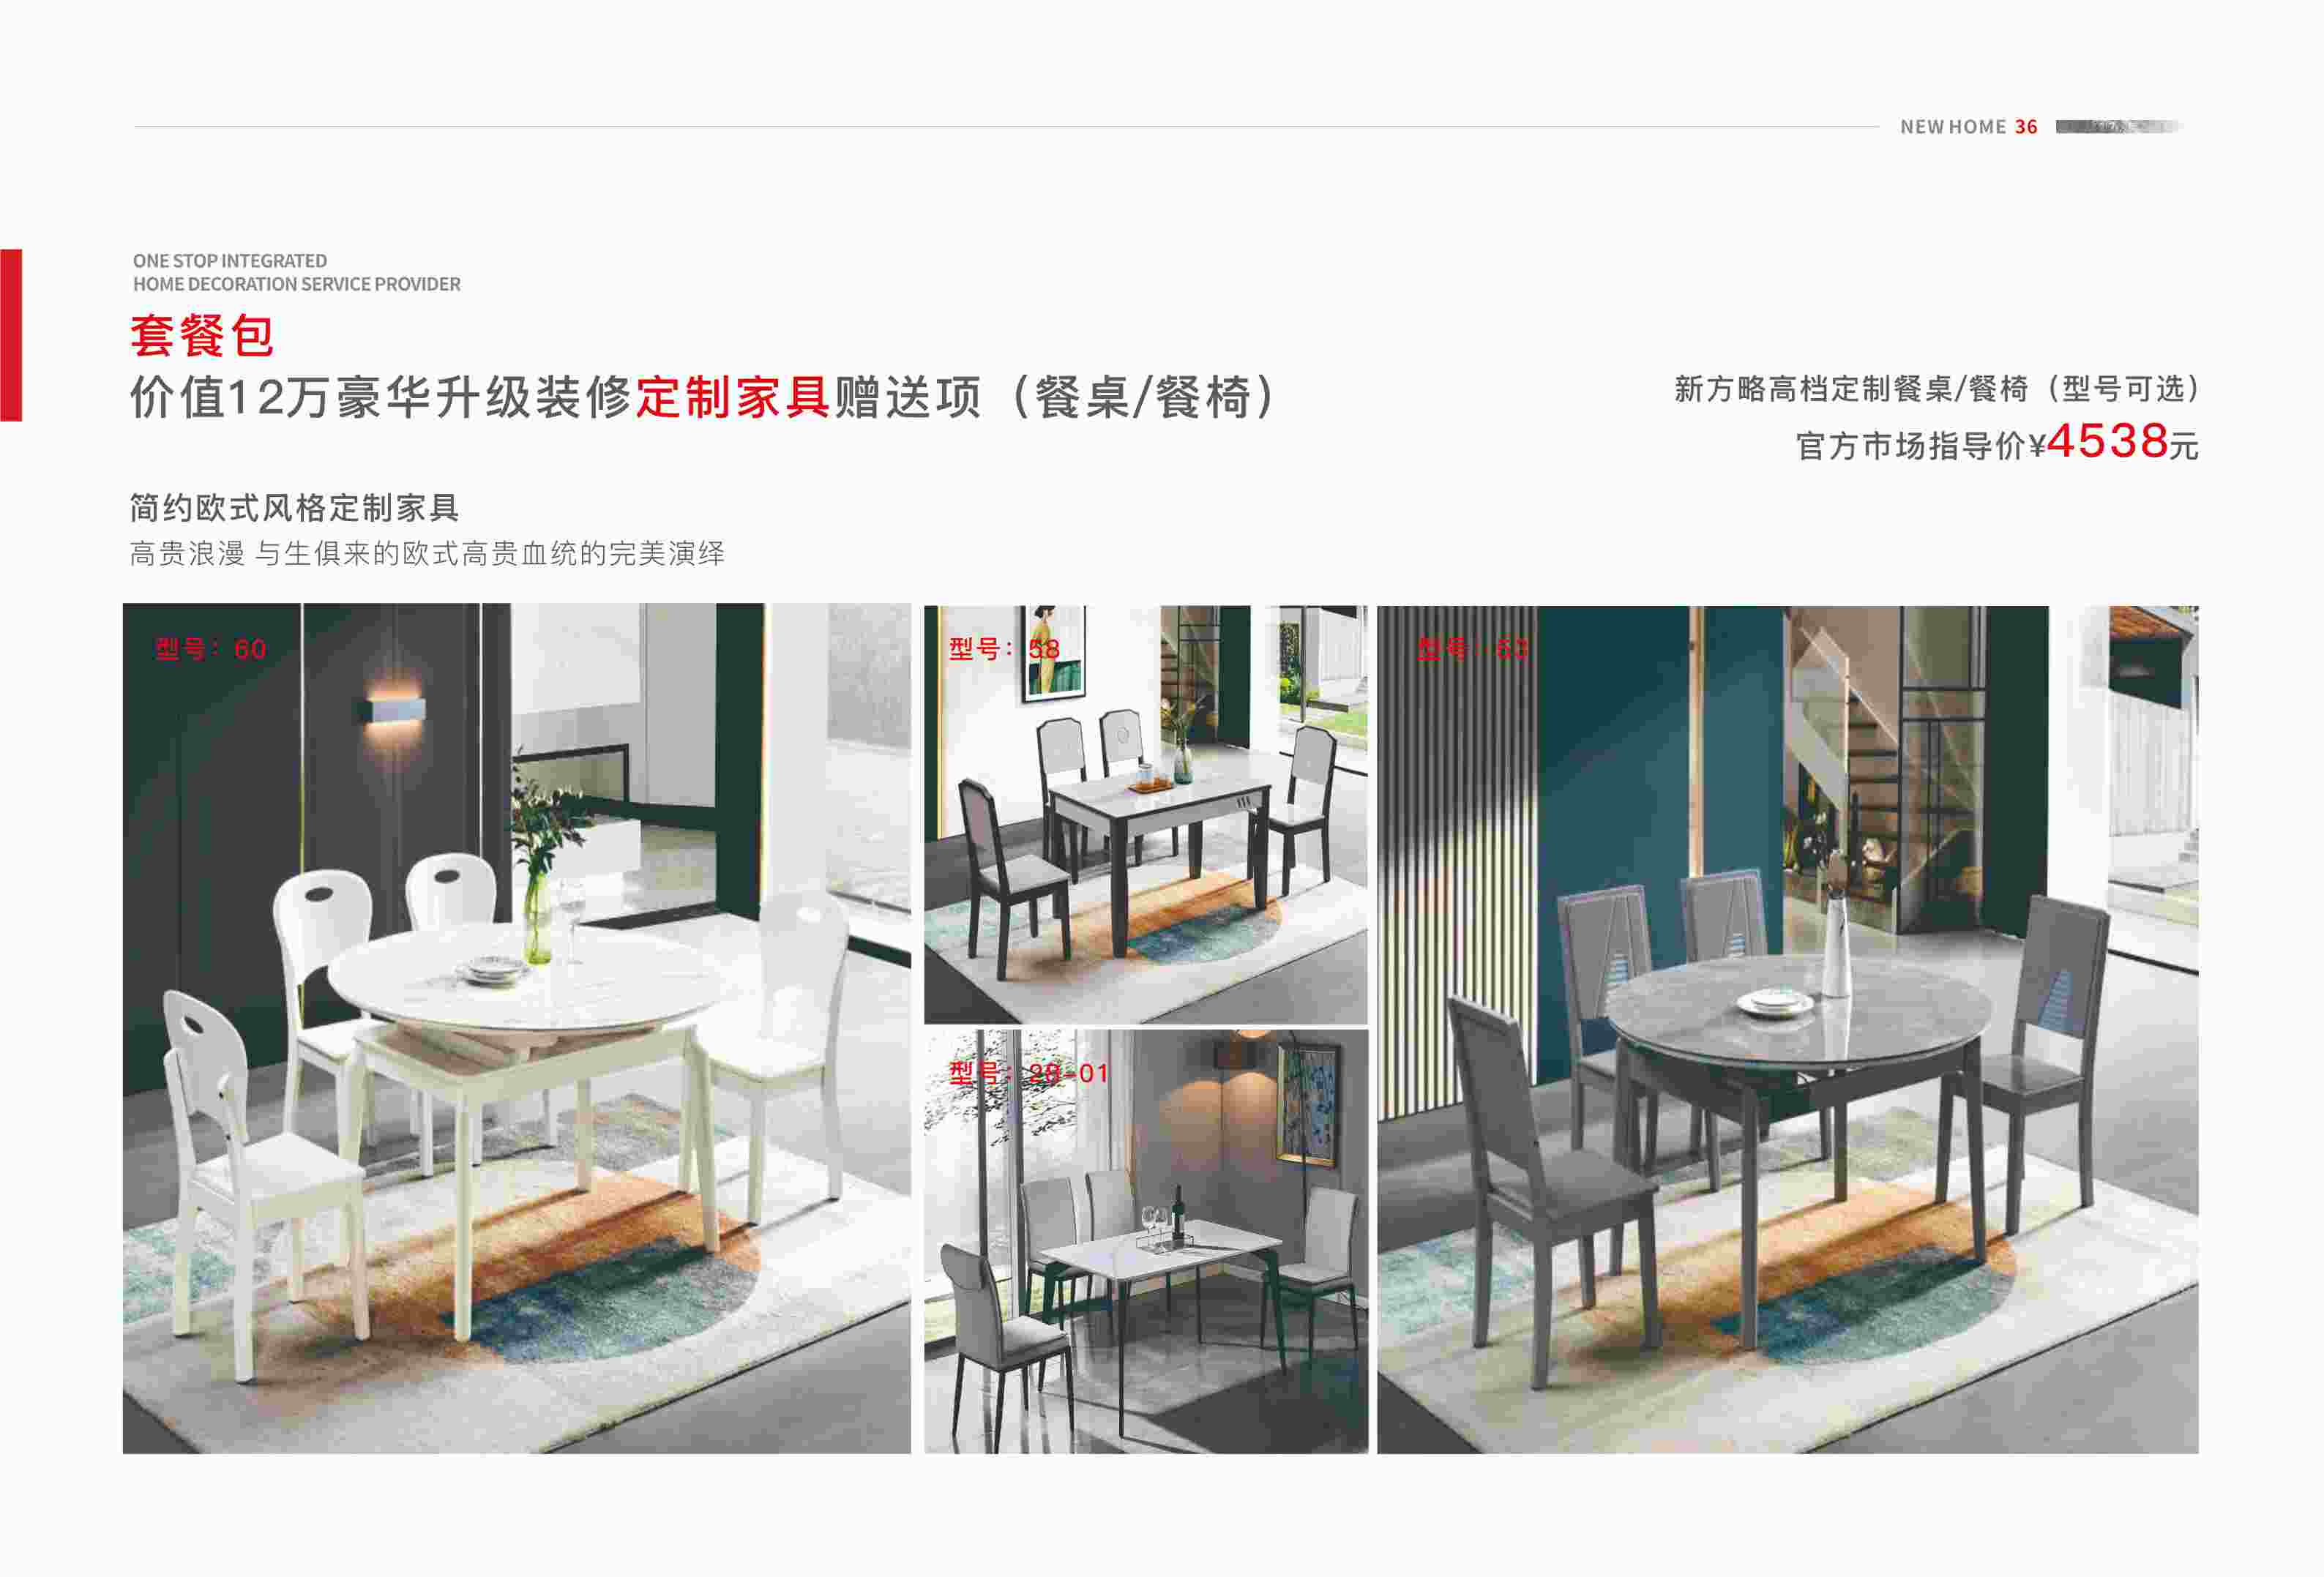 NEW HOME 36
ONE STOP INTEGRATED
HOME DECORATION SERVICE PROVIDER
套餐包
价值12万豪华升级装修定制家具赠送项（餐桌/餐椅）
新方略高档定制餐桌/餐椅（型号可选）
官方市场指导价¥4538元
简约欧式风格定制家具
高贵浪漫 与生俱来的欧式高贵血统的完美演绎
型号：60
型号：58
型号：63
型号：29-01